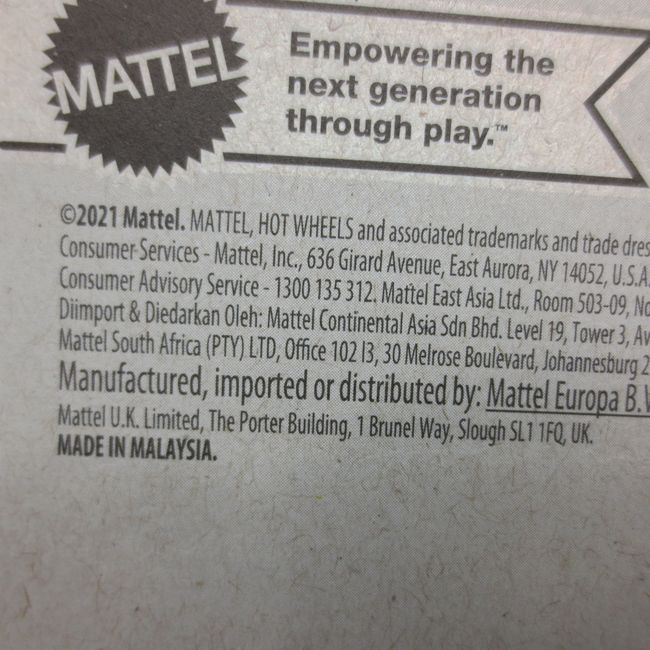 MATTEL
Empowering the
next generation
through play.™
©2021 Mattel. MATTEL, HOT WHEELS and associated trademarks and trade dres
Consumer Services - Mattel, Inc., 636 Girard Avenue, East Aurora, NY 14052, U.S.A.
Consumer Advisory Service - 1300 135 312. Mattel East Asia Ltd., Room 503-09, No
Diimport & Diedarkan Oleh: Mattel Continental Asia Sdn Bhd. Level 19, Tower 3, Av
Mattel South Africa (PTY) LTD, Office 102 I3, 30 Melrose Boulevard, Johannesburg 2
Manufactured, imported or distributed by: Mattel Europa B.V
Mattel U.K. Limited, The Porter Building, 1 Brunel Way, Slough SL1 1FQ, UK.
MADE IN MALAYSIA.